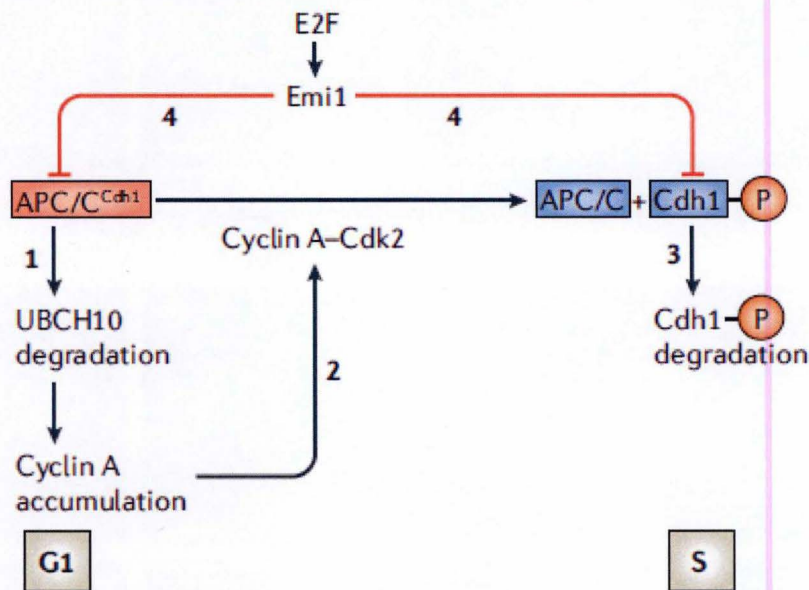 E2F
Emi1
4
4
APC/C^Cdh1
APC/C + Cdh1 P
Cyclin A–Cdk2
1
3
UBCH10
degradation
Cdh1 P
degradation
2
Cyclin A
accumulation
G1
S